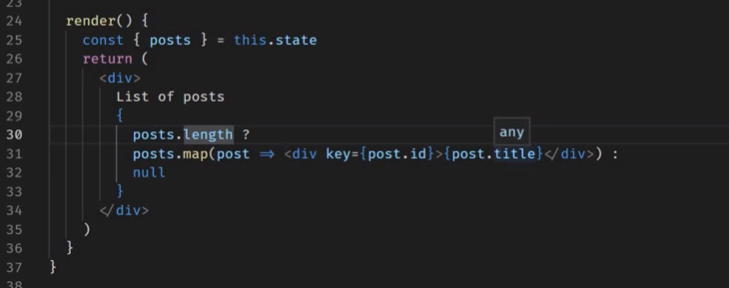 23
24 render() {
25 const { posts } = this.state
26 return (
27 <div>
28 List of posts
29 {
any
30 posts.length ?
31 posts.map(post => <div key={post.id}>{post.title}</div>) :
32 null
33 }
34 </div>
35 )
36 }
37 }
38